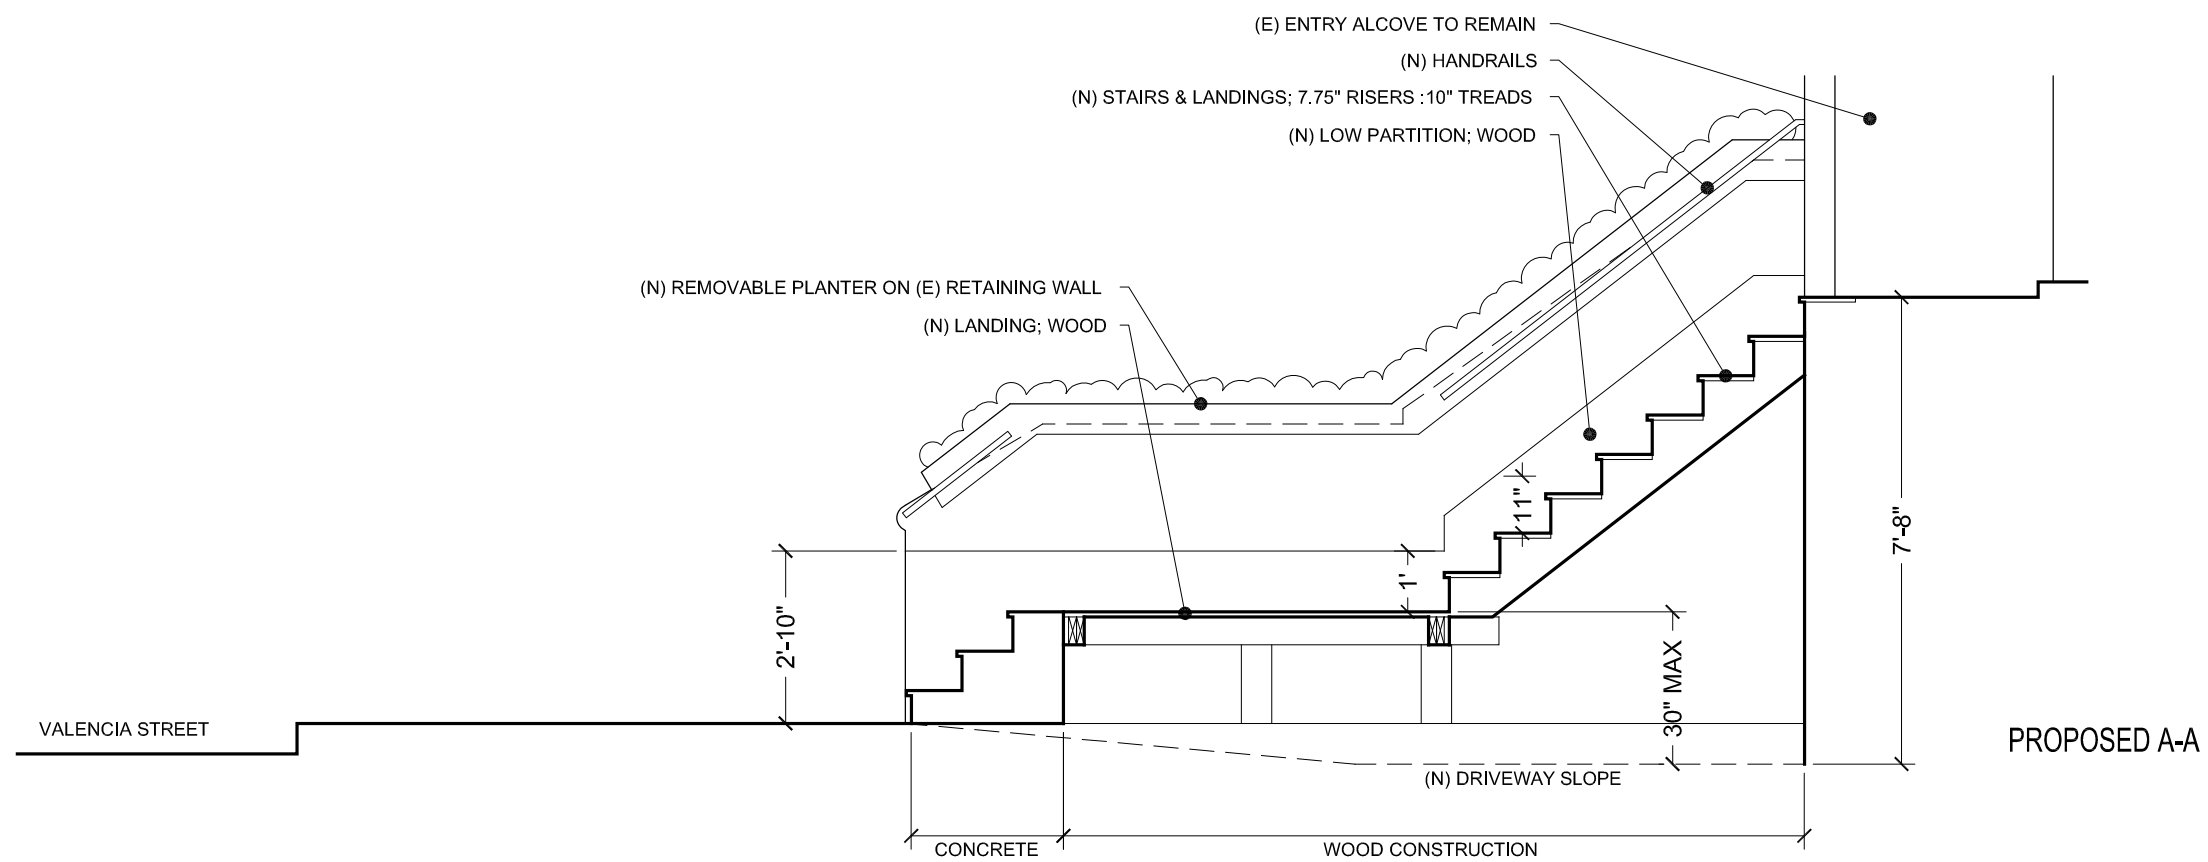 (E) ENTRY ALCOVE TO REMAIN
(N) HANDRAILS
(N) STAIRS & LANDINGS; 7.75" RISERS :10" TREADS
(N) LOW PARTITION; WOOD
(N) REMOVABLE PLANTER ON (E) RETAINING WALL
(N) LANDING; WOOD
11"
7'-8"
1'
2'-10"
30" MAX
VALENCIA STREET
PROPOSED A-A
(N) DRIVEWAY SLOPE
CONCRETE
WOOD CONSTRUCTION